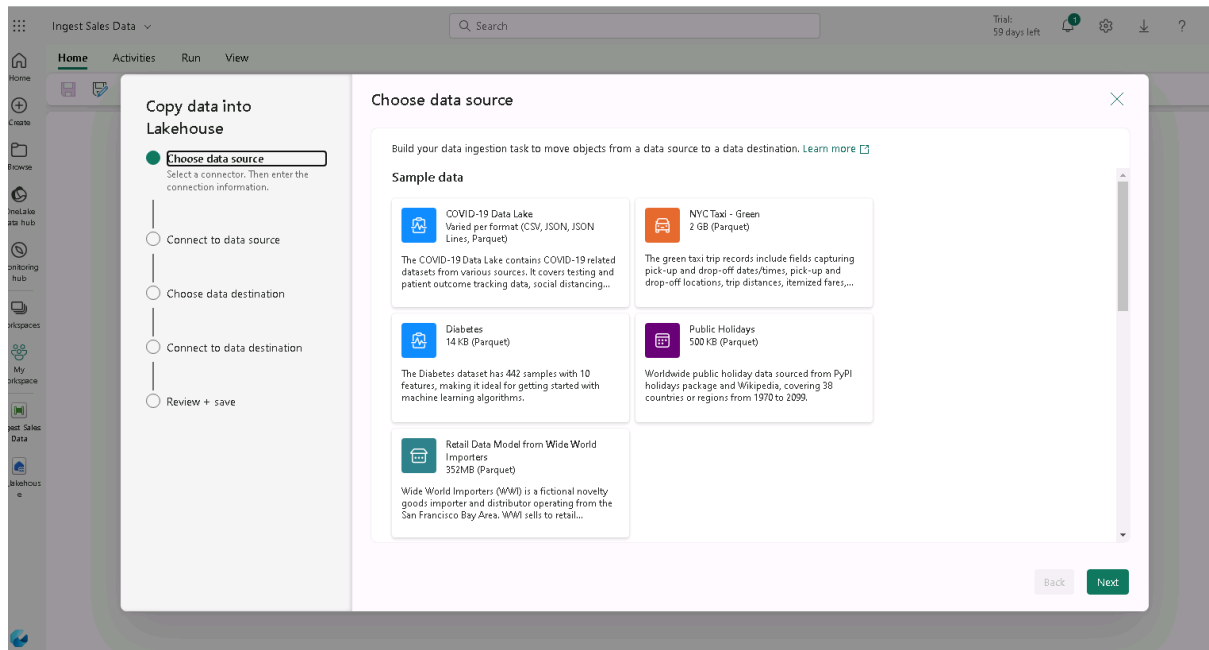 Ingest Sales Data
Search
Trial:
59 days left
1
?
Home
Activities
Run
View
Home
Create
Browse
OneLake
data hub
onitoring
hub
orkspaces
My
orkspace
gest Sales
Data
Lakehous
e
Copy data into
Lakehouse
Choose data source
Select a connector. Then enter the
connection information.
Connect to data source
Choose data destination
Connect to data destination
Review + save
Choose data source
Build your data ingestion task to move objects from a data source to a data destination. Learn more
Sample data
COVID-19 Data Lake
Varied per format (CSV, JSON, JSON
Lines, Parquet)
The COVID-19 Data Lake contains COVID-19 related
datasets from various sources. It covers testing and
patient outcome tracking data, social distancing...
NYC Taxi - Green
2 GB (Parquet)
The green taxi trip records include fields capturing
pick-up and drop-off dates/times, pick-up and
drop-off locations, trip distances, itemized fares,...
Diabetes
14 KB (Parquet)
The Diabetes dataset has 442 samples with 10
features, making it ideal for getting started with
machine learning algorithms.
Public Holidays
500 KB (Parquet)
Worldwide public holiday data sourced from PyPI
holidays package and Wikipedia, covering 38
countries or regions from 1970 to 2099.
Retail Data Model from Wide World
Importers
352MB (Parquet)
Wide World Importers (WWI) is a fictional novelty
goods importer and distributor operating from the
San Francisco Bay Area. WWI sells to retail...
Back
Next